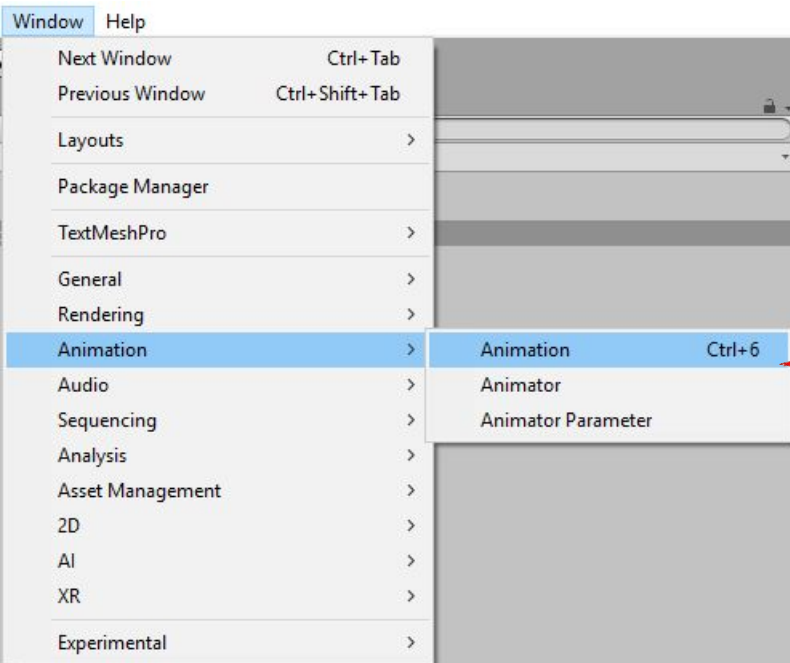 Window Help
Next Window Ctrl+Tab
Previous Window Ctrl+Shift+Tab
Layouts
Package Manager
TextMeshPro
General
Rendering
Animation
Animation Ctrl+6
Audio
Animator
Sequencing
Animator Parameter
Analysis
Asset Management
2D
AI
XR
Experimental